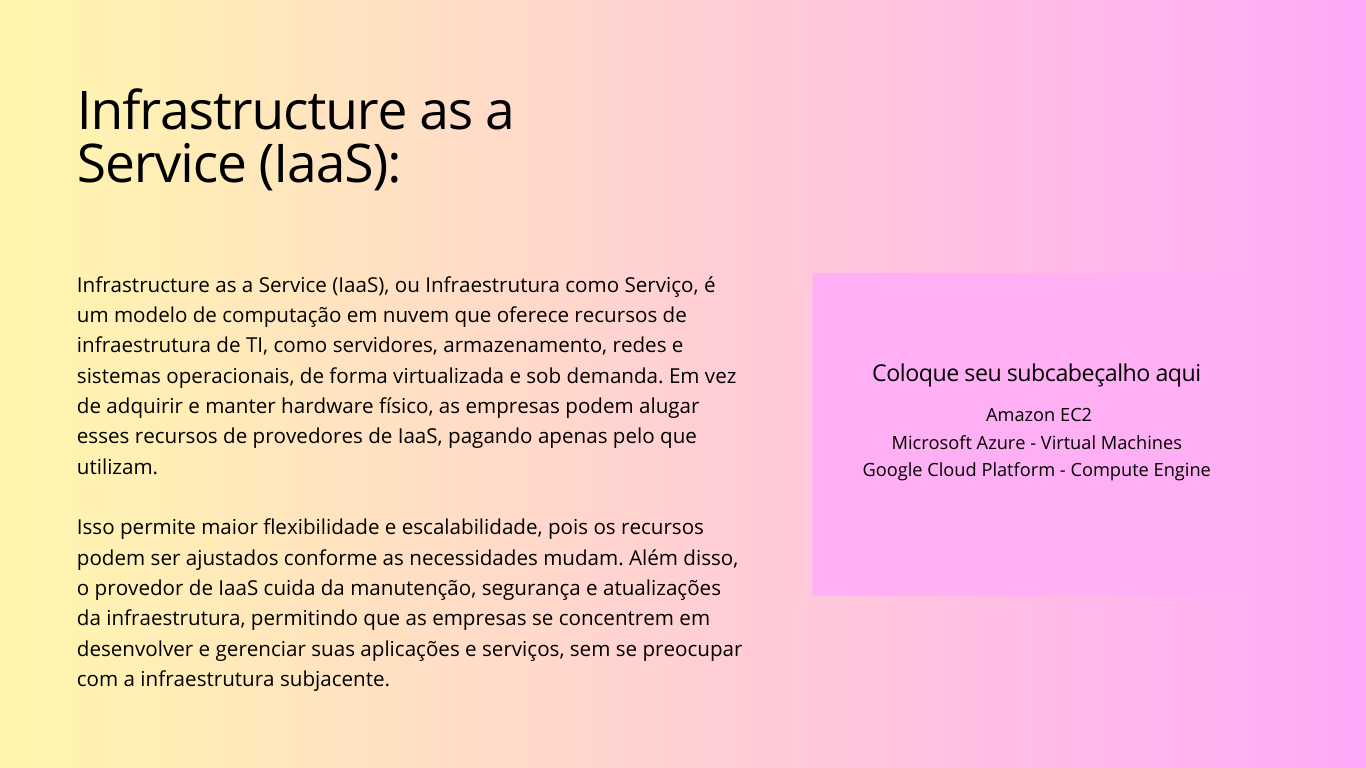 Infrastructure as a
Service (IaaS):
Infrastructure as a Service (IaaS), ou Infraestrutura como Serviço, é
um modelo de computação em nuvem que oferece recursos de
infraestrutura de TI, como servidores, armazenamento, redes e
sistemas operacionais, de forma virtualizada e sob demanda. Em vez
de adquirir e manter hardware físico, as empresas podem alugar
esses recursos de provedores de IaaS, pagando apenas pelo que
utilizam.
Isso permite maior flexibilidade e escalabilidade, pois os recursos
podem ser ajustados conforme as necessidades mudam. Além disso,
o provedor de IaaS cuida da manutenção, segurança e atualizações
da infraestrutura, permitindo que as empresas se concentrem em
desenvolver e gerenciar suas aplicações e serviços, sem se preocupar
com a infraestrutura subjacente.
Coloque seu subcabeçalho aqui
Amazon EC2
Microsoft Azure - Virtual Machines
Google Cloud Platform - Compute Engine